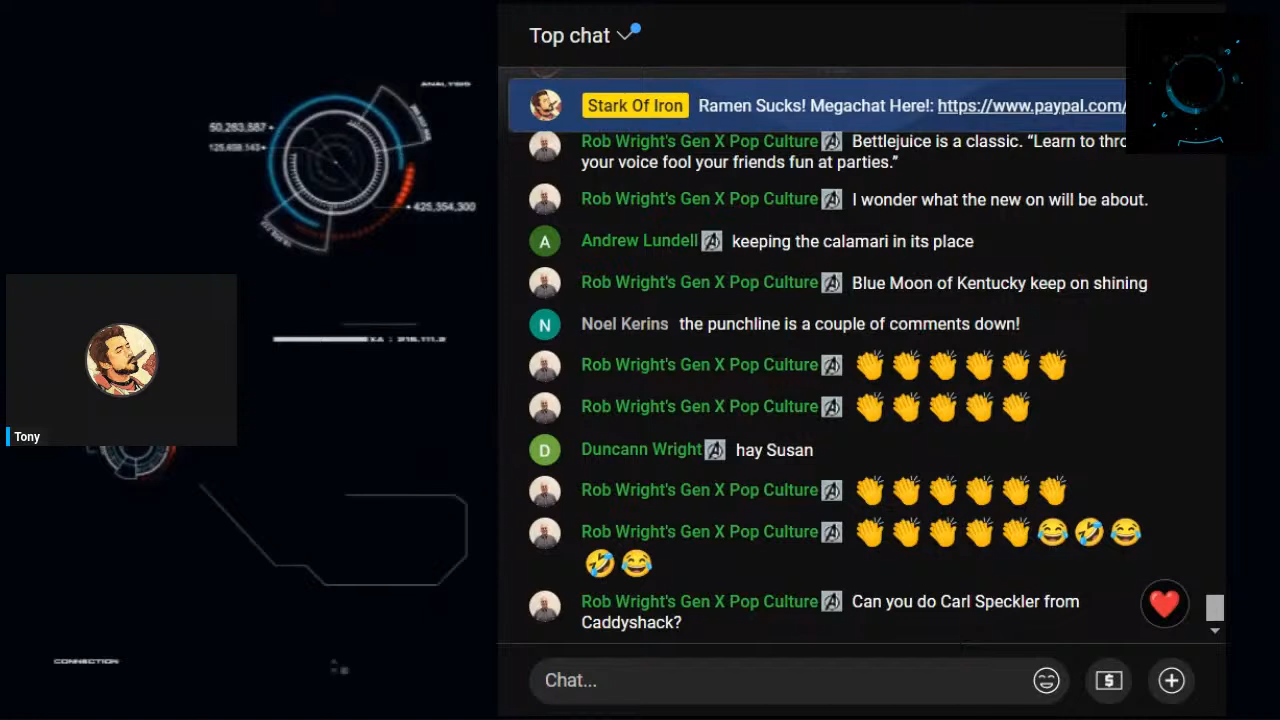 Top chat
ANALYSIS
Stark Of Iron Ramen Sucks! Megachat Here!: https://www.paypal.com/
50,263,587
425,354,300
Rob Wright's Gen X Pop Culture Bettlejuice is a classic. “Learn to thro
your voice fool your friends fun at parties.”
Rob Wright's Gen X Pop Culture I wonder what the new on will be about.
A Andrew Lundell keeping the calamari in its place
Rob Wright's Gen X Pop Culture Blue Moon of Kentucky keep on shining
N Noel Kerins the punchline is a couple of comments down!
Rob Wright's Gen X Pop Culture 👏👏👏👏👏👏
Rob Wright's Gen X Pop Culture 👏👏👏👏👏
Tony
D Duncann Wright hay Susan
Rob Wright's Gen X Pop Culture 👏👏👏👏👏👏
Rob Wright's Gen X Pop Culture 👏👏👏👏👏😂🤣😂
🤣😂
Rob Wright's Gen X Pop Culture Can you do Carl Speckler from
Caddyshack?
CONNECTION
Chat...